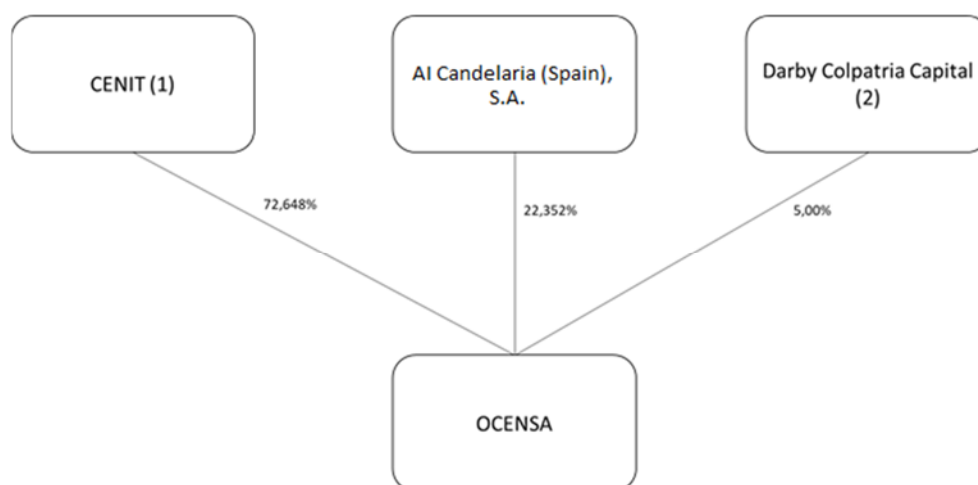 CENIT (1)
AI Candelaria (Spain),
S.A.
Darby Colpatria Capital
(2)
72,648%
22,352%
5,00%
OCENSA